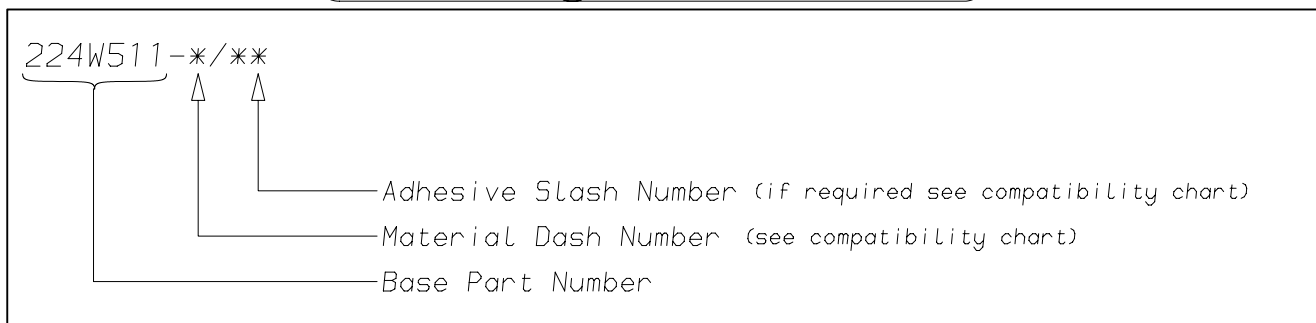 224W511-*/**
Adhesive Slash Number (if required see compatibility chart)
Material Dash Number (see compatibility chart)
Base Part Number